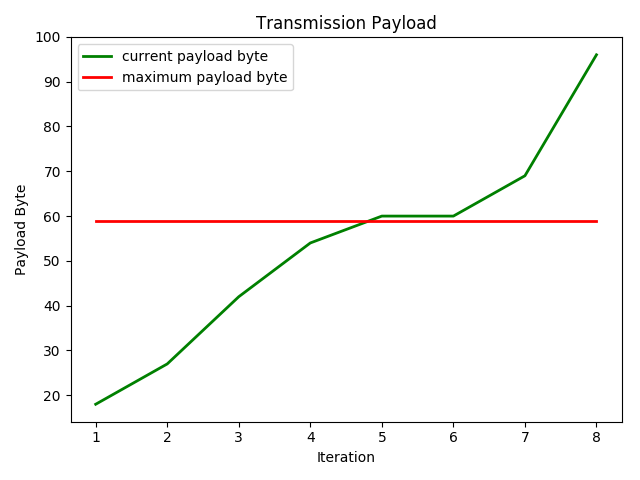 Transmission Payload
current payload byte
maximum payload byte
100
90
80
70
60
50
40
30
20
Payload Byte
1 2 3 4 5 6 7 8
Iteration